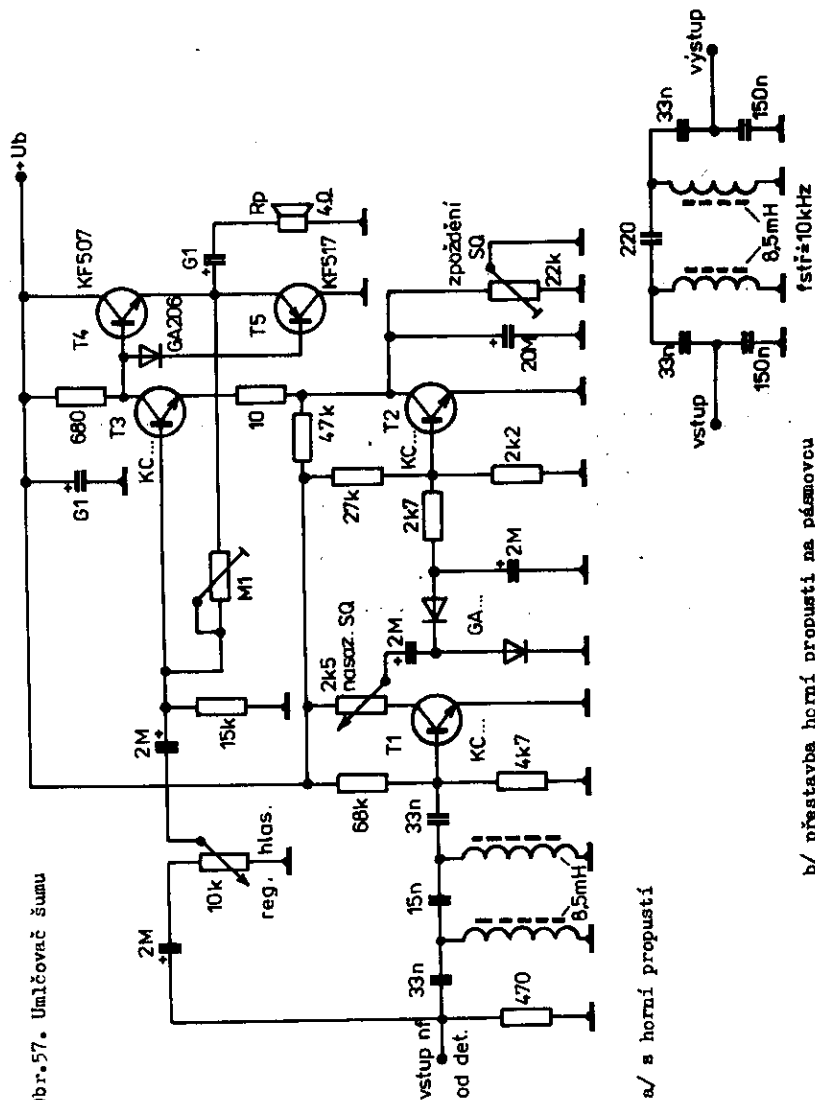 Obr.57. Umlčovač šumu
+Ub
G1
680
T3
KC...
T4
KF507
GA206
T5
KF517
G1
Rp
4Ω
M1
10
47k
2M
10k
reg. hlas.
2M
15k
2k5
nasaz. SQ
68k
T1
KC...
4k7
2M
GA...
2M
2k7
27k
2k2
T2
KC...
20M
zpoždění
SQ
22k
vstup nf
od det.
470
33n
15n
8,5mH
33n
a/ s horní propustí
vstup
33n
150n
220
8,5mH
fstř=10kHz
33n
150n
výstup
b/ přestavba horní propusti na pásmovou